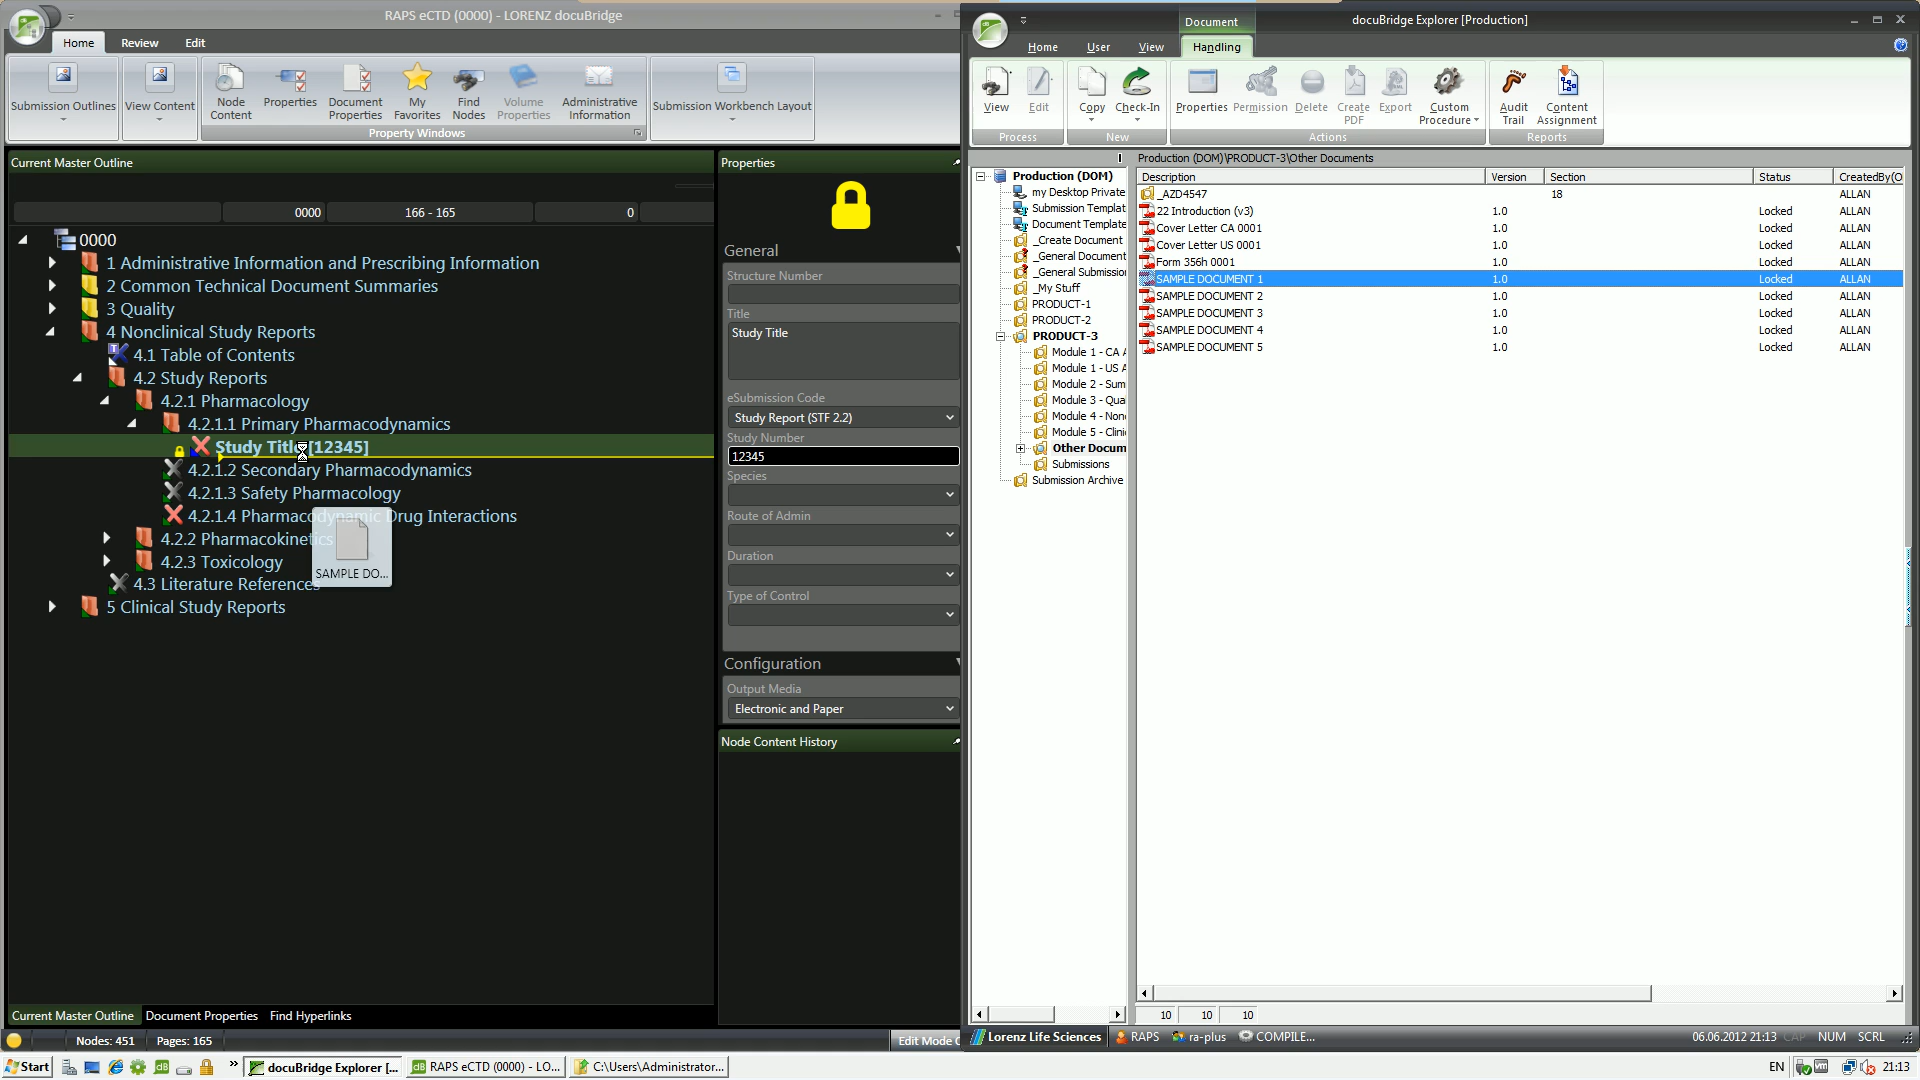 RAPS eCTD (0000) - LORENZ docuBridge
Home
Review
Edit
Submission Outlines
View Content
Node Content
Properties
Document Properties
My Favorites
Find Nodes
Volume Properties
Administrative Information
Submission Workbench Layout
Property Windows
Current Master Outline
0000
166 - 165
0
0000
1 Administrative Information and Prescribing Information
2 Common Technical Document Summaries
3 Quality
4 Nonclinical Study Reports
4.1 Table of Contents
4.2 Study Reports
4.2.1 Pharmacology
4.2.1.1 Primary Pharmacodynamics
Study Title [12345]
4.2.1.2 Secondary Pharmacodynamics
4.2.1.3 Safety Pharmacology
4.2.1.4 Pharmacodynamic Drug Interactions
4.2.2 Pharmacokinetics
4.2.3 Toxicology
4.3 Literature References
5 Clinical Study Reports
SAMPLE DO...
Current Master Outline
Document Properties
Find Hyperlinks
Nodes: 451
Pages: 165
Edit Mode
Properties
General
Structure Number
Title
Study Title
eSubmission Code
Study Report (STF 2.2)
Study Number
12345
Species
Route of Admin
Duration
Type of Control
Configuration
Output Media
Electronic and Paper
Node Content History
Document
docuBridge Explorer [Production]
Home
User
View
Handling
View
Edit
Copy
Check-In
Properties
Permission
Delete
Create PDF
Export
Custom Procedure
Audit Trail
Content Assignment
Process
New
Actions
Reports
Production (DOM)\PRODUCT-3\Other Documents
Production (DOM)
my Desktop Private
Submission Templat
Document Template
_Create Document
_General Document
_General Submissio
_My Stuff
PRODUCT-1
PRODUCT-2
PRODUCT-3
Module 1 - CA
Module 1 - US
Module 2 - Sum
Module 3 - Qua
Module 4 - Non
Module 5 - Clini
Other Docum
Submissions
Submission Archive
Description Version Section Status CreatedBy(O
_AZD4547 18 ALLAN
22 Introduction (v3) 1.0 Locked ALLAN
Cover Letter CA 0001 1.0 Locked ALLAN
Cover Letter US 0001 1.0 Locked ALLAN
Form 356h 0001 1.0 Locked ALLAN
SAMPLE DOCUMENT 1 1.0 Locked ALLAN
SAMPLE DOCUMENT 2 1.0 Locked ALLAN
SAMPLE DOCUMENT 3 1.0 Locked ALLAN
SAMPLE DOCUMENT 4 1.0 Locked ALLAN
SAMPLE DOCUMENT 5 1.0 Locked ALLAN
10 10 10
Lorenz Life Sciences
RAPS
ra-plus
COMPILE...
06.06.2012 21:13 CAP NUM SCRL
Start
docuBridge Explorer [...
RAPS eCTD (0000) - LO...
C:\Users\Administrator...
EN
21:13